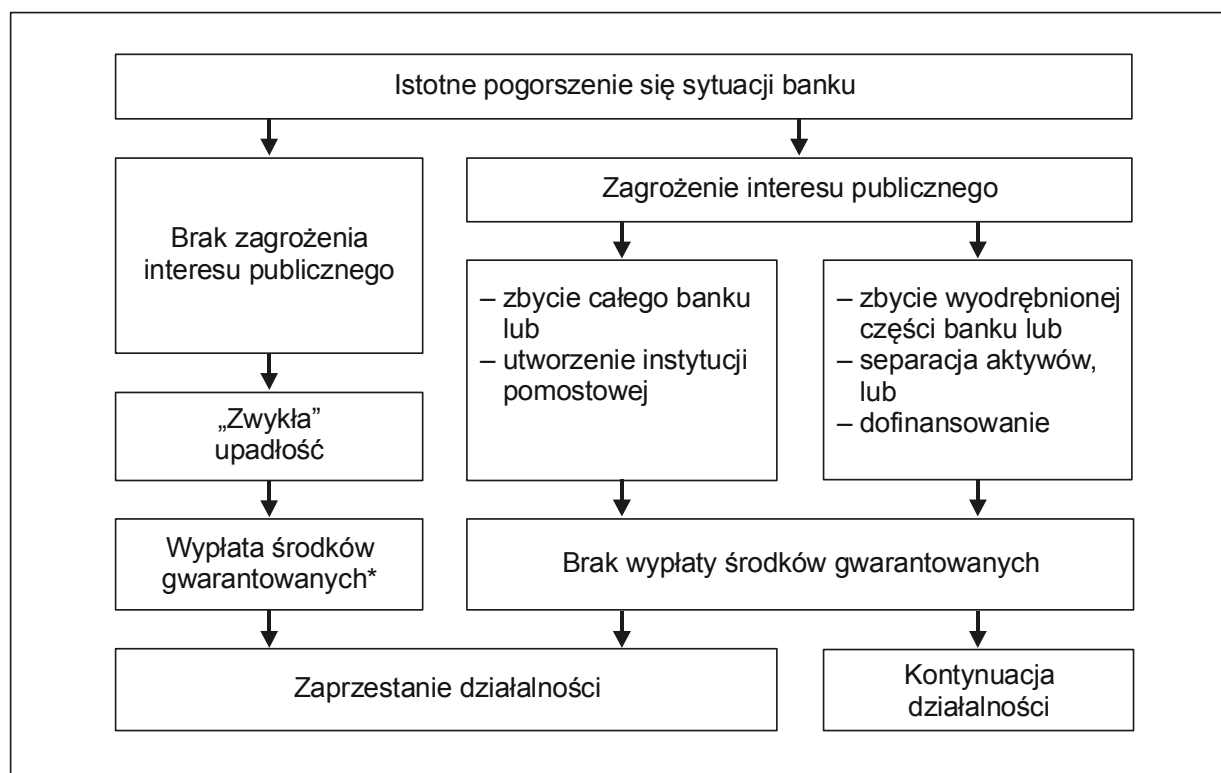 Istotne pogorszenie się sytuacji banku
Zagrożenie interesu publicznego
Brak zagrożenia
interesu publicznego
– zbycie całego banku
lub
– utworzenie instytucji
pomostowej
– zbycie wyodrębnionej
części banku lub
– separacja aktywów,
lub
– dofinansowanie
„Zwykła”
upadłość
Wypłata środków
gwarantowanych*
Brak wypłaty środków gwarantowanych
Zaprzestanie działalności
Kontynuacja
działalności